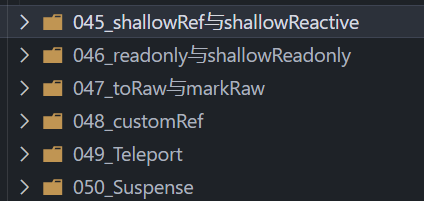 045_shallowRef与shallowReactive
046_readonly与shallowReadonly
047_toRaw与markRaw
048_customRef
049_Teleport
050_Suspense